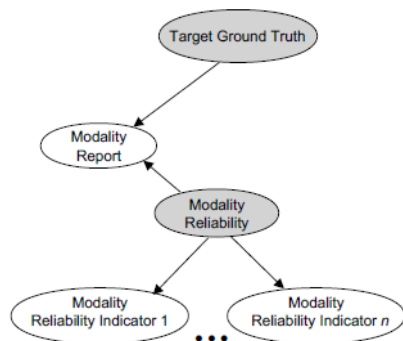 Target Ground Truth
Modality
Report
Modality
Reliability
Modality
Reliability Indicator 1
Modality
Reliability Indicator n
•••